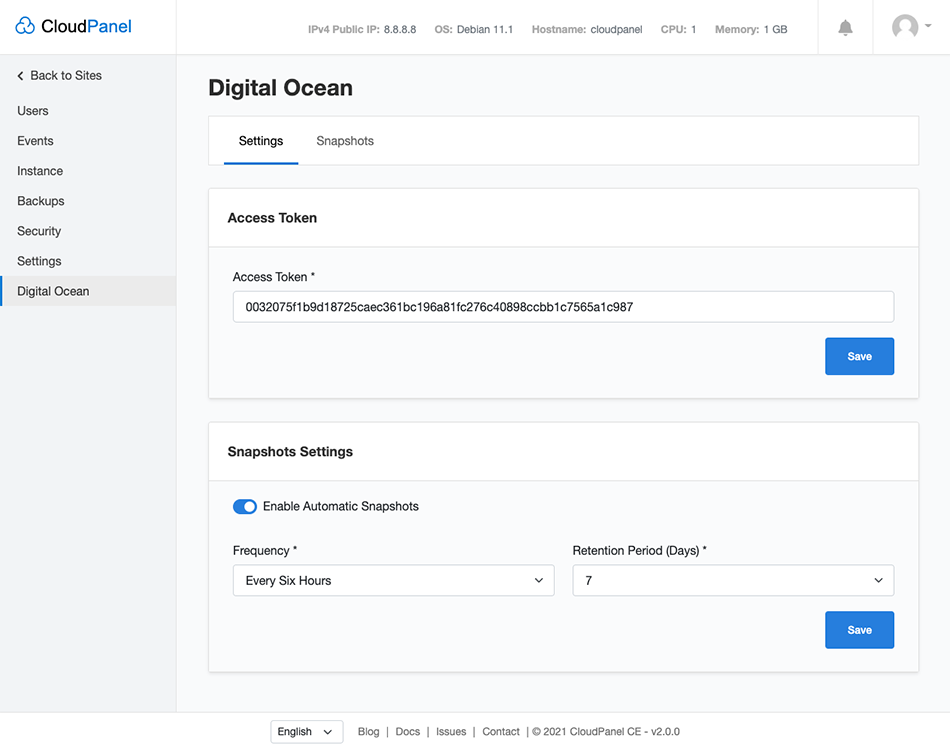 CloudPanel
IPv4 Public IP: 8.8.8.8 OS: Debian 11.1 Hostname: cloudpanel CPU: 1 Memory: 1 GB
Back to Sites
Users
Events
Instance
Backups
Security
Settings
Digital Ocean
Digital Ocean
Settings Snapshots
Access Token
Access Token *
0032075f1b9d18725caec361bc196a81fc276c40898ccbb1c7565a1c987
Save
Snapshots Settings
Enable Automatic Snapshots
Frequency * Retention Period (Days) *
Every Six Hours 7
Save
English Blog | Docs | Issues | Contact | © 2021 CloudPanel CE - v2.0.0